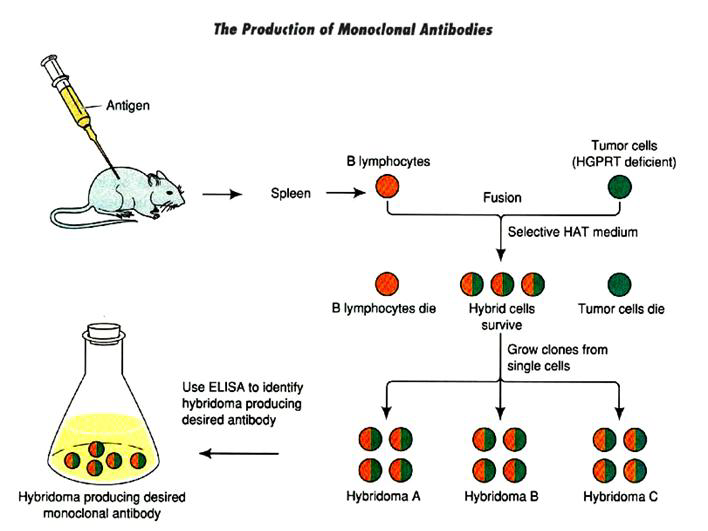 The Production of Monoclonal Antibodies
Antigen
Spleen
B lymphocytes
Tumor cells
(HGPRT deficient)
Fusion
Selective HAT medium
B lymphocytes die
Hybrid cells
survive
Tumor cells die
Grow clones from
single cells
Hybridoma A
Hybridoma B
Hybridoma C
Use ELISA to identify
hybridoma producing
desired antibody
Hybridoma producing desired
monoclonal antibody